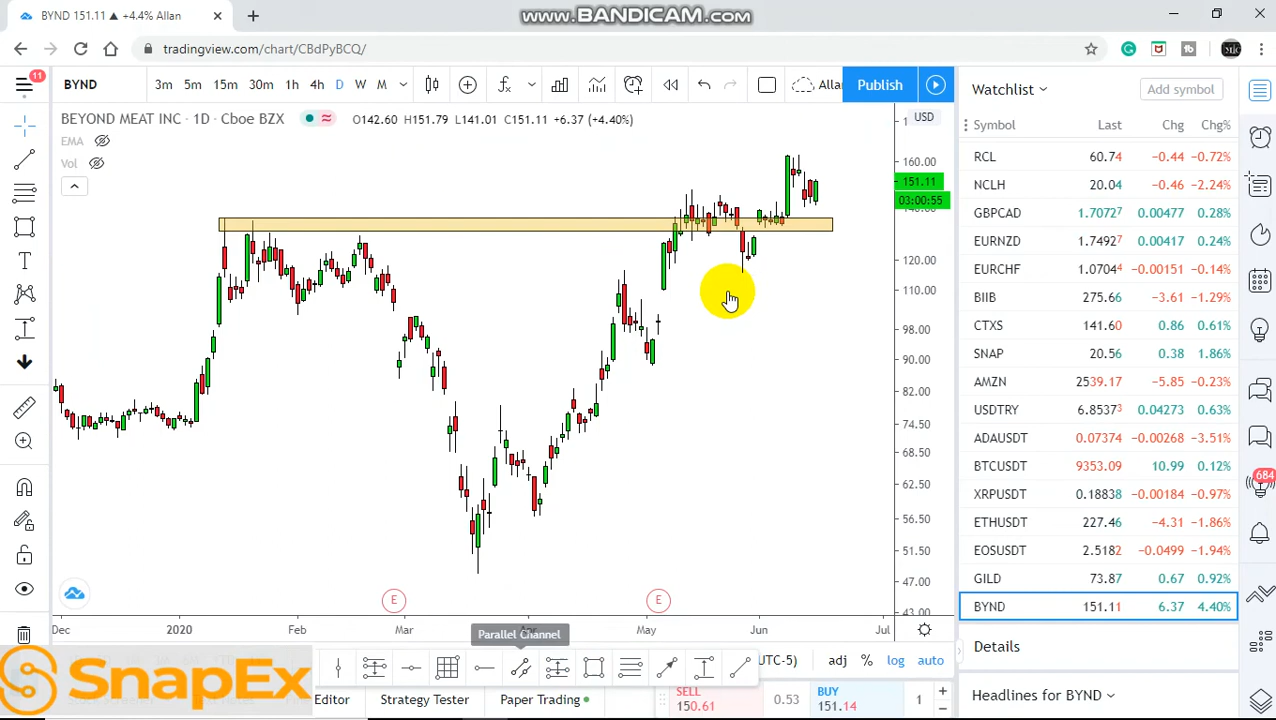 www.BANDICAM.com
BYND 151.11 ▲ +4.4% Allan
tradingview.com/chart/CBdPyBCQ/
11
BYND 3m 5m 15m 30m 1h 4h D W M Allan Publish
Watchlist Add symbol
BEYOND MEAT INC · 1D · Cboe BZX O142.60 H151.79 L141.01 C151.11 +6.37 (+4.40%) USD
EMA
Vol
Symbol Last Chg Chg%
RCL 60.74 -0.44 -0.72%
NCLH 20.04 -0.46 -2.24%
GBPCAD 1.70727 0.00477 0.28%
EURNZD 1.74927 0.00417 0.24%
EURCHF 1.07044 -0.00151 -0.14%
BIIB 275.66 -3.61 -1.29%
CTXS 141.60 0.86 0.61%
SNAP 20.56 0.38 1.86%
AMZN 2539.17 -5.85 -0.23%
USDTRY 6.85373 0.04273 0.63%
ADAUSDT 0.07374 -0.00268 -3.51%
BTCUSDT 9353.09 10.99 0.12%
XRPUSDT 0.18838 -0.00184 -0.97%
ETHUSDT 227.46 -4.31 -1.86%
EOSUSDT 2.5182 -0.0499 -1.94%
GILD 73.87 0.67 0.92%
BYND 151.11 6.37 4.40%
684
160.00
151.11
03:00:55
140.00
120.00
110.00
98.00
90.00
82.00
74.50
68.50
62.50
56.50
51.50
47.00
43.00
E E
Dec 2020 Feb Mar Apr May Jun Jul
Parallel Channel
(UTC-5) adj % log auto
Details
SnapEx
Editor Strategy Tester Paper Trading
SELL
150.61
0.53
BUY
151.14
1
Headlines for BYND